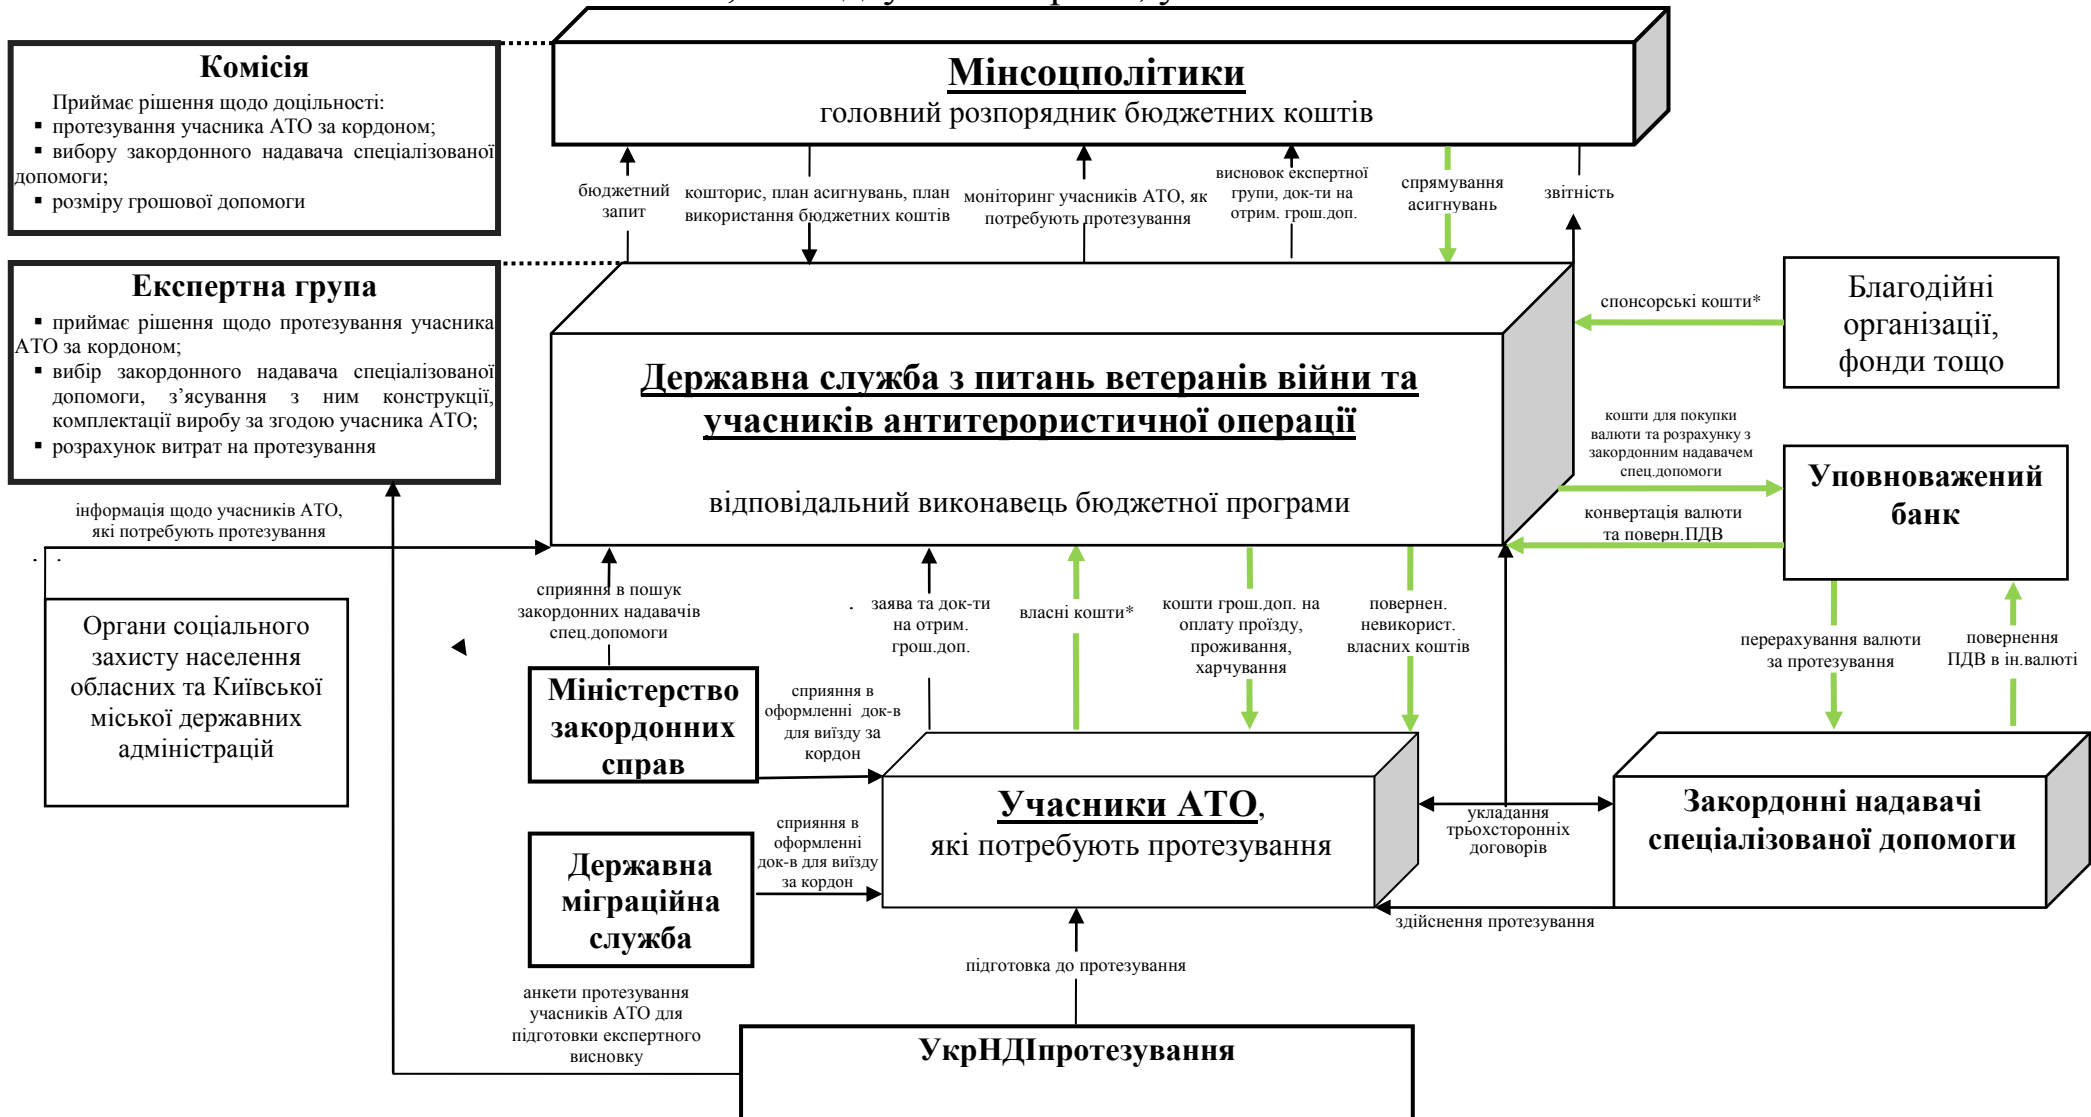 Комісія
Приймає рішення щодо доцільності:
▪ протезування учасника АТО за кордоном;
▪ вибору закордонного надавача спеціалізованої
допомоги;
▪ розміру грошової допомоги
Мінсоцполітики
головний розпорядник бюджетних коштів
бюджетний
запит
кошторис, план асигнувань, план
використання бюджетних коштів
моніторинг учасників АТО, як
потребують протезування
висновок експертної
групи, док-ти на
отрим. грош.доп.
спрямування
асигнувань
звітність
Експертна група
▪ приймає рішення щодо протезування учасника
АТО за кордоном;
▪ вибір закордонного надавача спеціалізованої
допомоги, з’ясування з ним конструкції,
комплектації виробу за згодою учасника АТО;
▪ розрахунок витрат на протезування
Державна служба з питань ветеранів війни та
учасників антитерористичної операції
відповідальний виконавець бюджетної програми
спонсорські кошти*
Благодійні
організації,
фонди тощо
кошти для покупки
валюти та розрахунку з
закордонним надавачем
спец.допомоги
Уповноважений
банк
конвертація валюти
та поверн.ПДВ
інформація щодо учасників АТО,
які потребують протезування
Органи соціального
захисту населення
обласних та Київської
міської державних
адміністрацій
сприяння в пошук
закордонних надавачів
спец.допомоги
заява та док-ти
на отрим.
грош.доп.
власні кошти*
кошти грош.доп. на
оплату проїзду,
проживання,
харчування
повернен.
невикорист.
власних коштів
перерахування валюти
за протезування
повернення
ПДВ в ін.валюті
Міністерство
закордонних
справ
сприяння в
оформленні док-в
для виїзду за
кордон
Державна
міграційна
служба
сприяння в
оформленні
док-в для виїзду
за кордон
Учасники АТО,
які потребують протезування
укладання
трьохсторонніх
договорів
Закордонні надавачі
спеціалізованої допомоги
здійснення протезування
підготовка до протезування
анкети протезування
учасників АТО для
підготовки експертного
висновку
УкрНДІпротезування